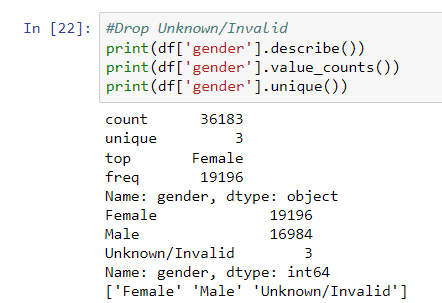 In [22]: #Drop Unknown/Invalid
print(df['gender'].describe())
print(df['gender'].value_counts())
print(df['gender'].unique())
count 36183
unique 3
top Female
freq 19196
Name: gender, dtype: object
Female 19196
Male 16984
Unknown/Invalid 3
Name: gender, dtype: int64
['Female' 'Male' 'Unknown/Invalid']